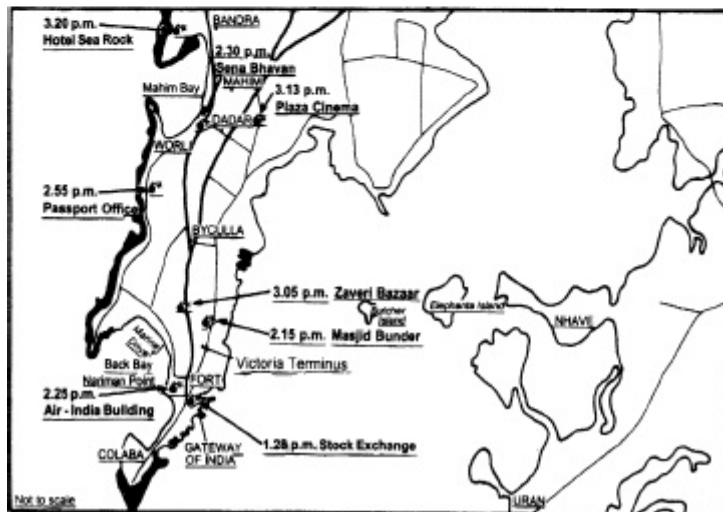 BANDRA
3.20 p.m.
Hotel Sea Rock
2.30 p.m.
Sena Bhavan
MAHIM
Mahim Bay
3.13 p.m.
Plaza Cinema
DADAR
WORLI
2.55 p.m.
Passport Office
BYCULLA
3.05 p.m. Zaveri Bazaar
Butcher
Island
Elephanta Island
NHAVE
2.15 p.m. Masjid Bunder
Marine
Drive
Back Bay
Victoria Terminus
Nariman Point
FORT
2.25 p.m.
Air - India Building
1.28 p.m. Stock Exchange
COLABA
GATEWAY
OF INDIA
Not to scale
URAN